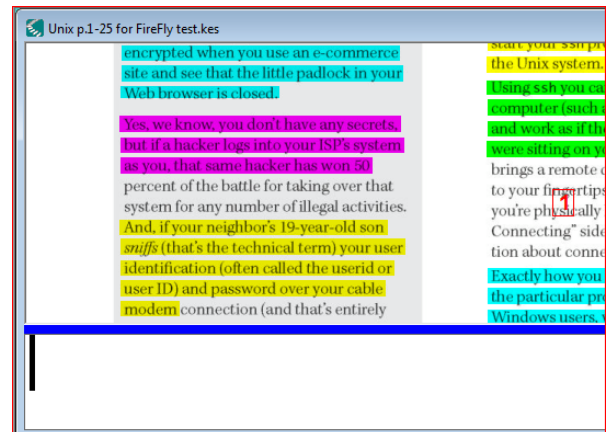 Unix p.1-25 for FireFly test.kes
encrypted when you use an e-commerce
site and see that the little padlock in your
Web browser is closed.
Yes, we know, you don't have any secrets,
but if a hacker logs into your ISP's system
as you, that same hacker has won 50
percent of the battle for taking over that
system for any number of illegal activities.
And, if your neighbor's 19-year-old son
sniffs (that's the technical term) your user
identification (often called the userid or
user ID) and password over your cable
modem connection (and that's entirely
start your ssh
the Unix system.
Using ssh you
computer (such a
and work as if the
were sitting on
brings a remote
to your fingertips
1
you're physically
Connecting" side
tion about conne
Exactly how you
the particular
Windows users,